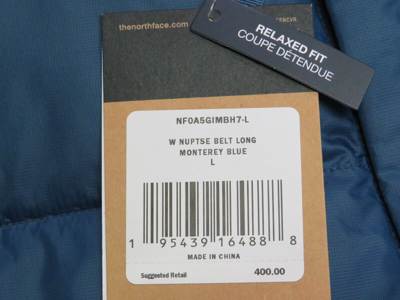 thenorthface.com
RELAXED FIT
COUPE DÉTENDUE
NF0A5GIMBH7-L
W NUPTSE BELT LONG
MONTEREY BLUE
L
1 95439 16488 8
MADE IN CHINA
Suggested Retail 400.00